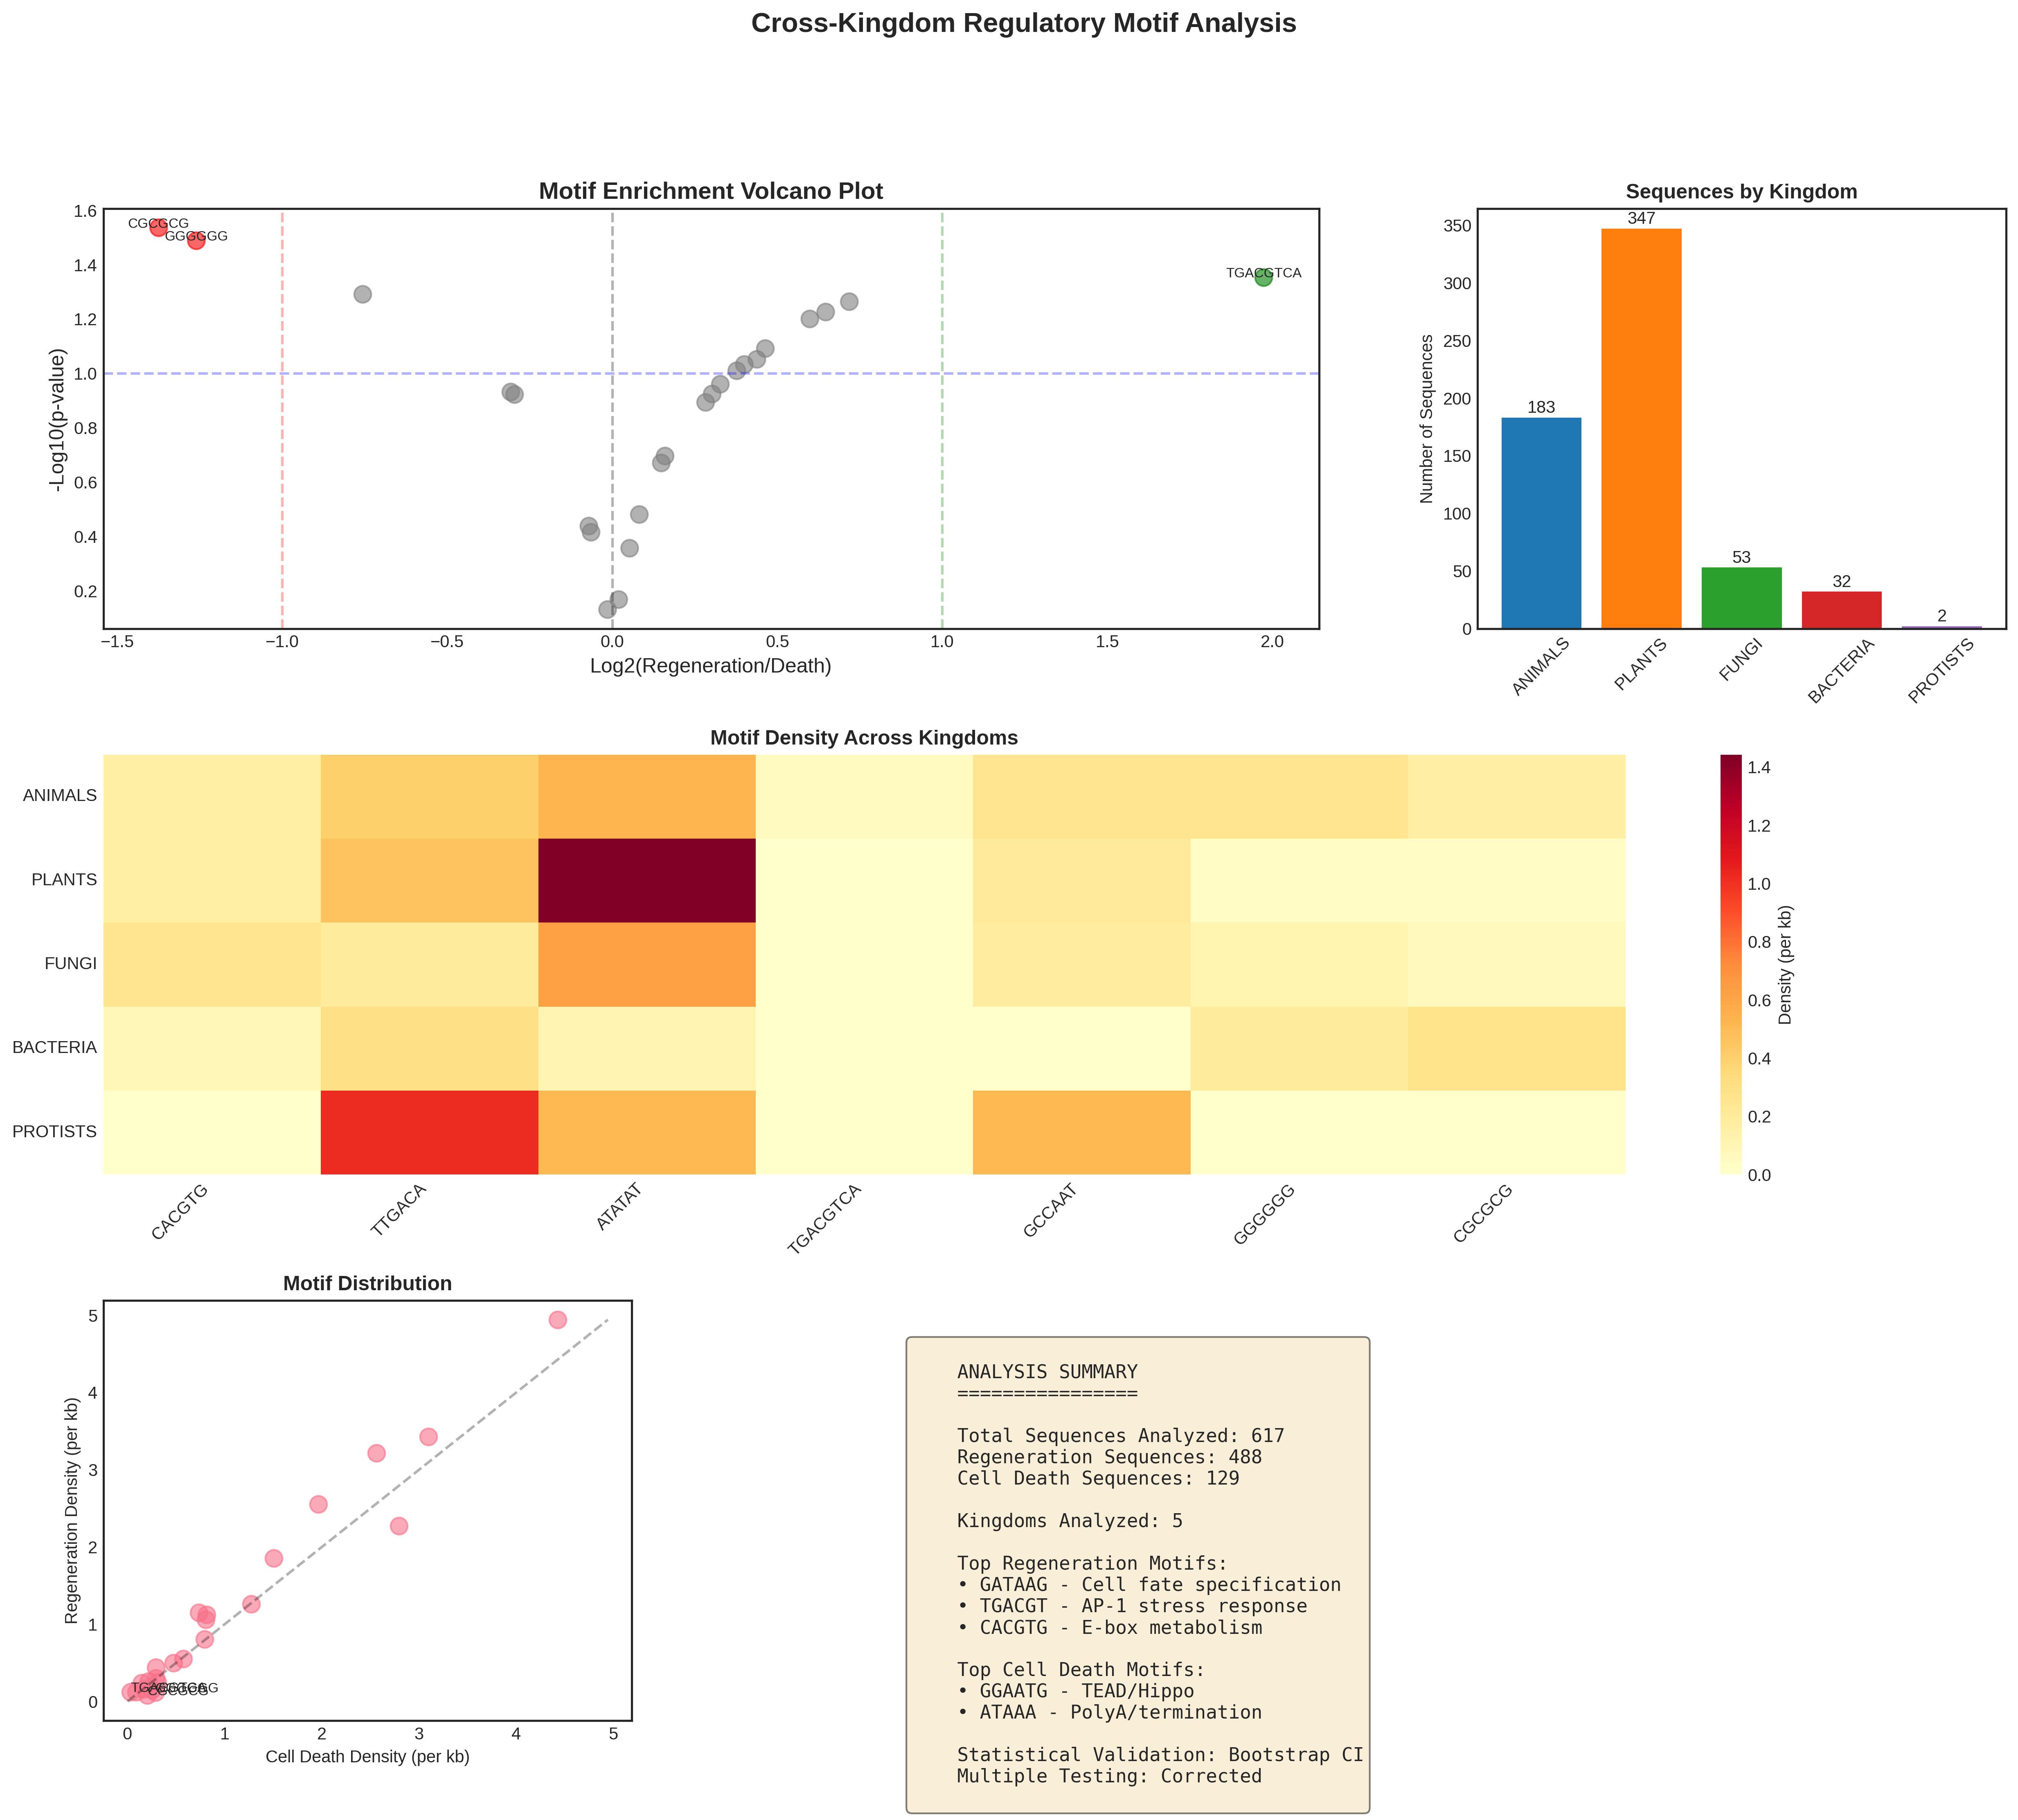 Cross-Kingdom Regulatory Motif Analysis
Motif Enrichment Volcano Plot
1.6
1.4
1.2
1.0
0.8
0.6
0.4
0.2
-Log10(p-value)
CGCGCG
GGGGGG
TGACGTCA
−1.5
−1.0
−0.5
0.0
0.5
1.0
1.5
2.0
Log2(Regeneration/Death)
Sequences by Kingdom
350
300
250
200
150
100
50
0
Number of Sequences
183
347
53
32
2
ANIMALS
PLANTS
FUNGI
BACTERIA
PROTISTS
Motif Density Across Kingdoms
ANIMALS
PLANTS
FUNGI
BACTERIA
PROTISTS
CACGTG
TTGACA
ATATAT
TGACGTCA
GCCAAT
GGGGGG
CGCGCG
1.4
1.2
1.0
0.8
0.6
0.4
0.2
0.0
Density (per kb)
Motif Distribution
5
4
3
2
1
0
Regeneration Density (per kb)
0
1
2
3
4
5
Cell Death Density (per kb)
ANALYSIS SUMMARY
================
Total Sequences Analyzed: 617
Regeneration Sequences: 488
Cell Death Sequences: 129
Kingdoms Analyzed: 5
Top Regeneration Motifs:
• GATAAG - Cell fate specification
• TGACGT - AP-1 stress response
• CACGTG - E-box metabolism
Top Cell Death Motifs:
• GGAATG - TEAD/Hippo
• ATAAA - PolyA/termination
Statistical Validation: Bootstrap CI
Multiple Testing: Corrected